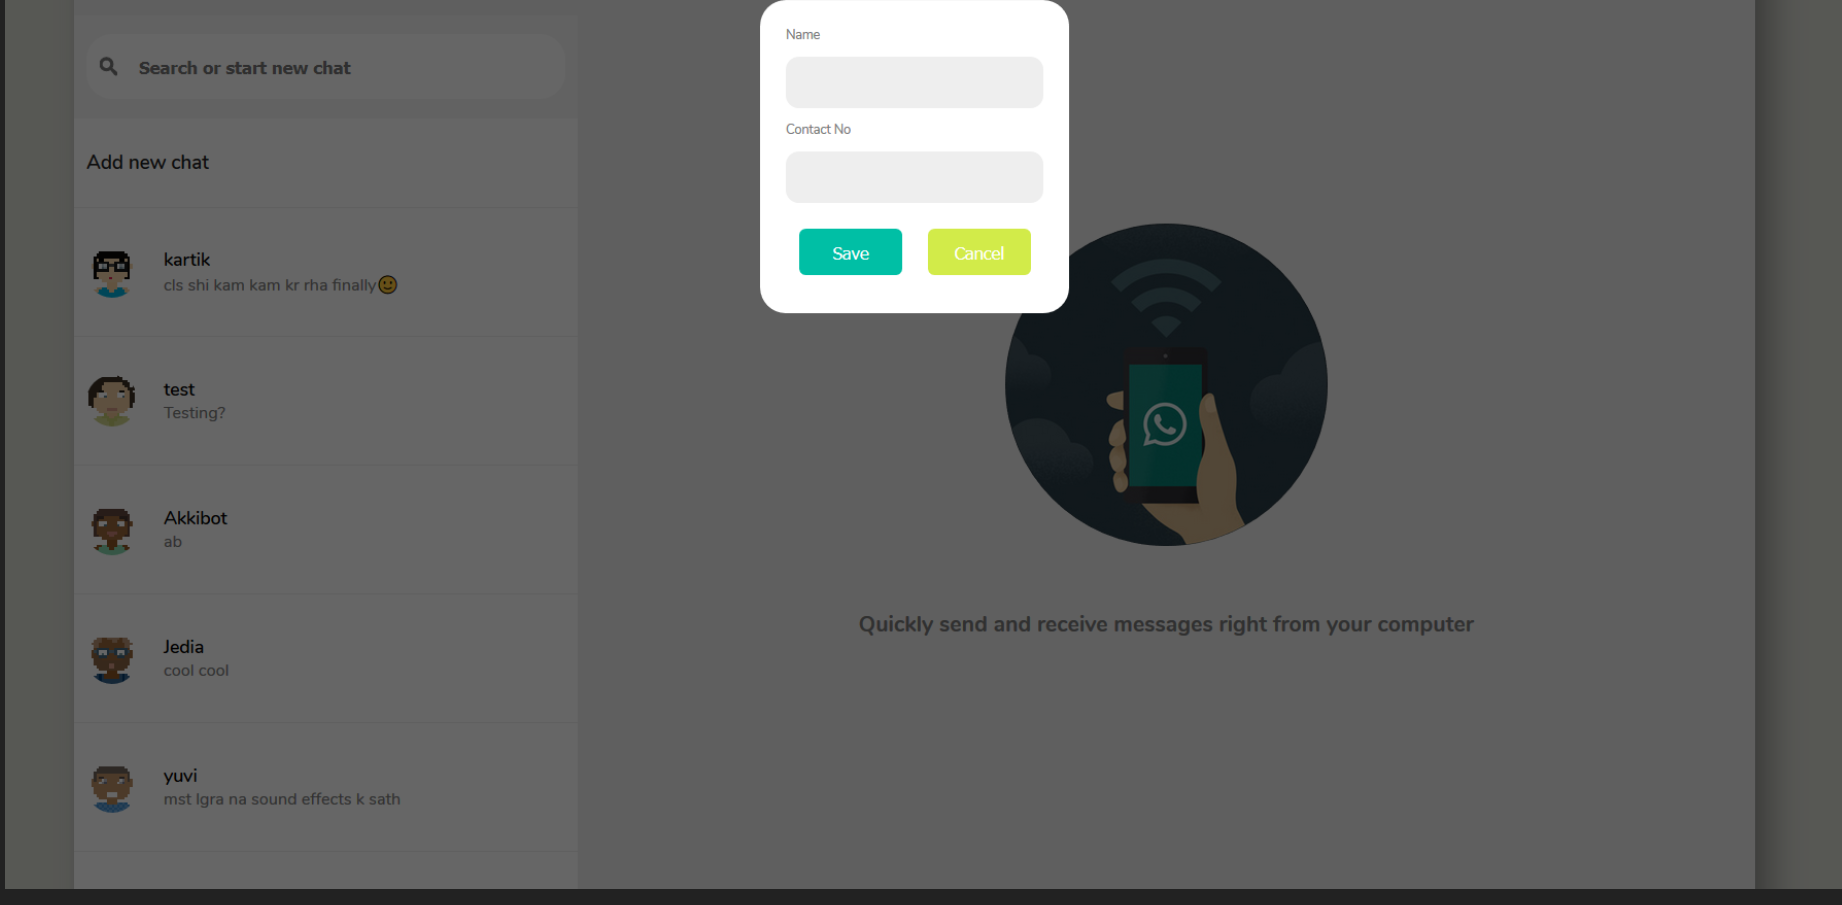 Name
Contact No
Save
Cancel
Search or start new chat
Add new chat
kartik
cls shi kam kam kr rha finally🙂
test
Testing?
Akkibot
ab
Jedia
cool cool
yuvi
mst lgra na sound effects k sath
Quickly send and receive messages right from your computer